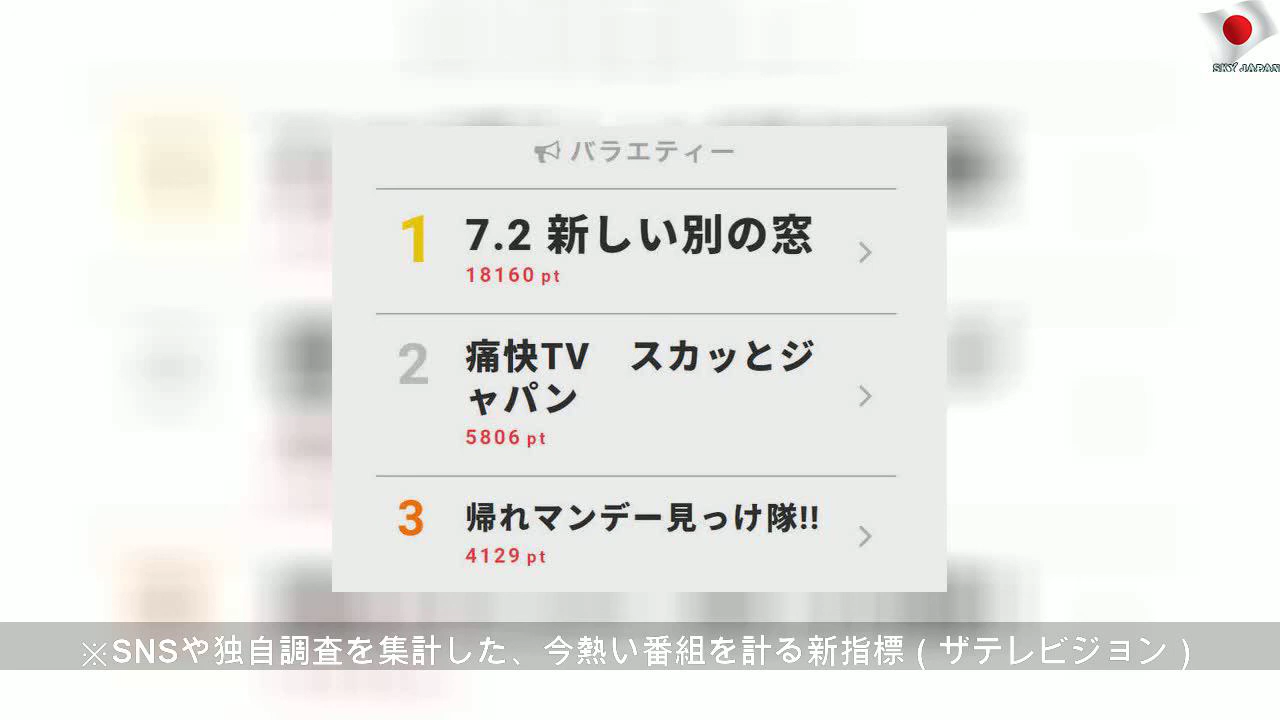 SKY JAPAN
バラエティー
1
7.2 新しい別の窓
18160 pt
2
痛快TV　スカッとジ
ャパン
5806 pt
3
帰れマンデー見っけ隊!!
4129 pt
※SNSや独自調査を集計した、今熱い番組を計る新指標 ( ザテレビジョン )